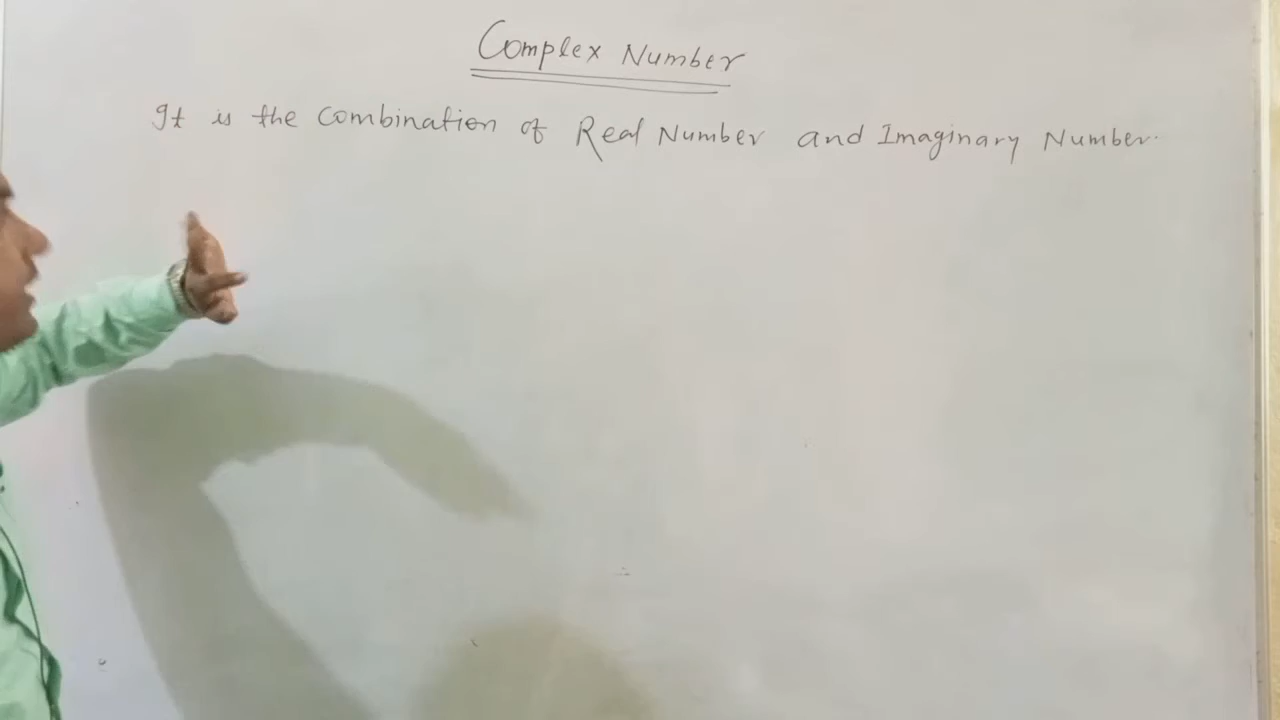 Complex Number
It is the Combination of Real Number and Imaginary Number.